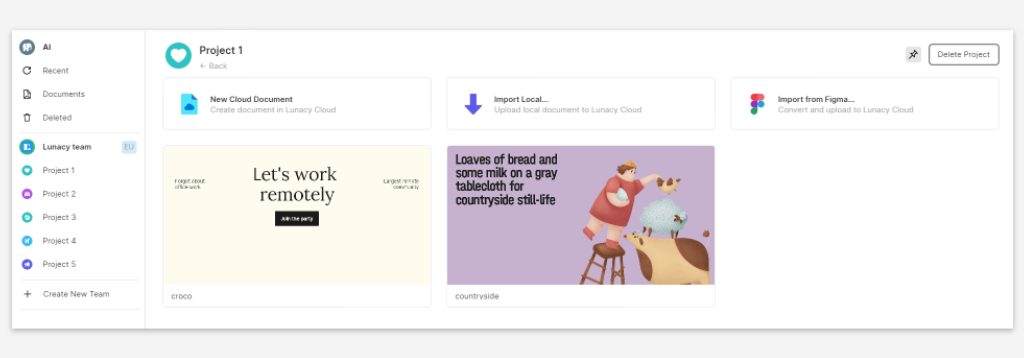 Al
Recent
Documents
Deleted
Lunacy team
EU
Project 1
Project 2
Project 3
Project 4
Project 5
Create New Team
Project 1
← Back
Delete Project
New Cloud Document
Create document in Lunacy Cloud
Import Local...
Upload local document to Lunacy Cloud
Import from Figma...
Convert and upload to Lunacy Cloud
Forget about
office work
Let's work
remotely
Largest remote
community
Join the party
croco
Loaves of bread and
some milk on a gray
tablecloth for
countryside still-life
countryside